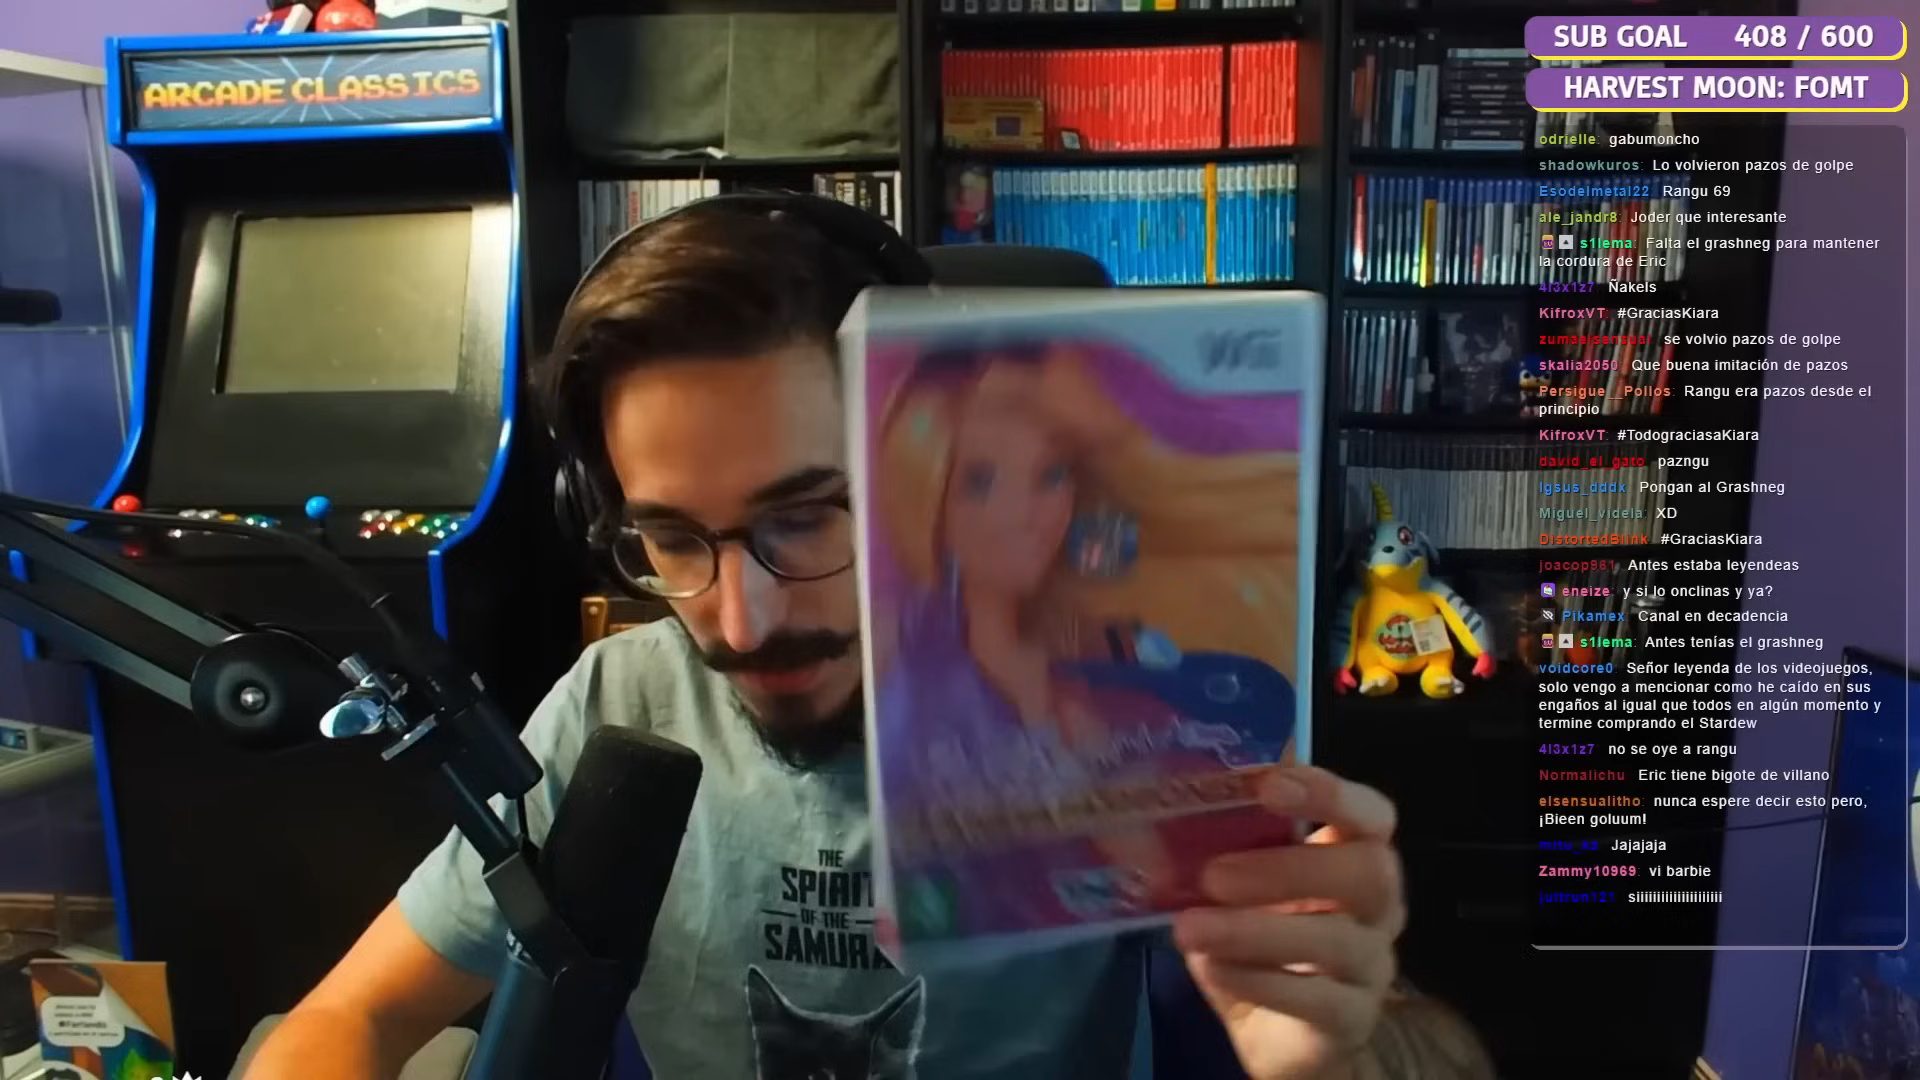 SUB GOAL 408 / 600
HARVEST MOON: FOMT
ARCADE CLASSICS
Wii
odrielle: gabumoncho
shadowkuros: Lo volvieron pazos de golpe
Esodelmetal22: Rangu 69
ale_jandr8: Joder que interesante
s1lema: Falta el grashneg para mantener
la cordura de Eric
4l3x1z7: Ñakels
KifroxVT: #GraciasKiara
se volvio pazos de golpe
skalia2050: Que buena imitación de pazos
Persigue__Pollos: Rangu era pazos desde el
principio
KifroxVT: #TodograciasaKiara
david_el_gato: pazngu
Igsus_dddx: Pongan al Grashneg
Miguel_videla: XD
DistortedBlink: #GraciasKiara
joacop961: Antes estaba leyendeas
eneize: y si lo onclinas y ya?
Pikamex: Canal en decadencia
s1lema: Antes tenías el grashneg
voidcore0: Señor leyenda de los videojuegos,
solo vengo a mencionar como he caído en sus
engaños al igual que todos en algún momento y
termine comprando el Stardew
4l3x1z7: no se oye a rangu
Normalichu: Eric tiene bigote de villano
elsensualitho: nunca espere decir esto pero,
¡Bieen goluum!
Jajajaja
Zammy10969: vi barbie
siiiiiiiiiiiiiiiiiiiii
THE
SPIRIT
OF THE
SAMURA